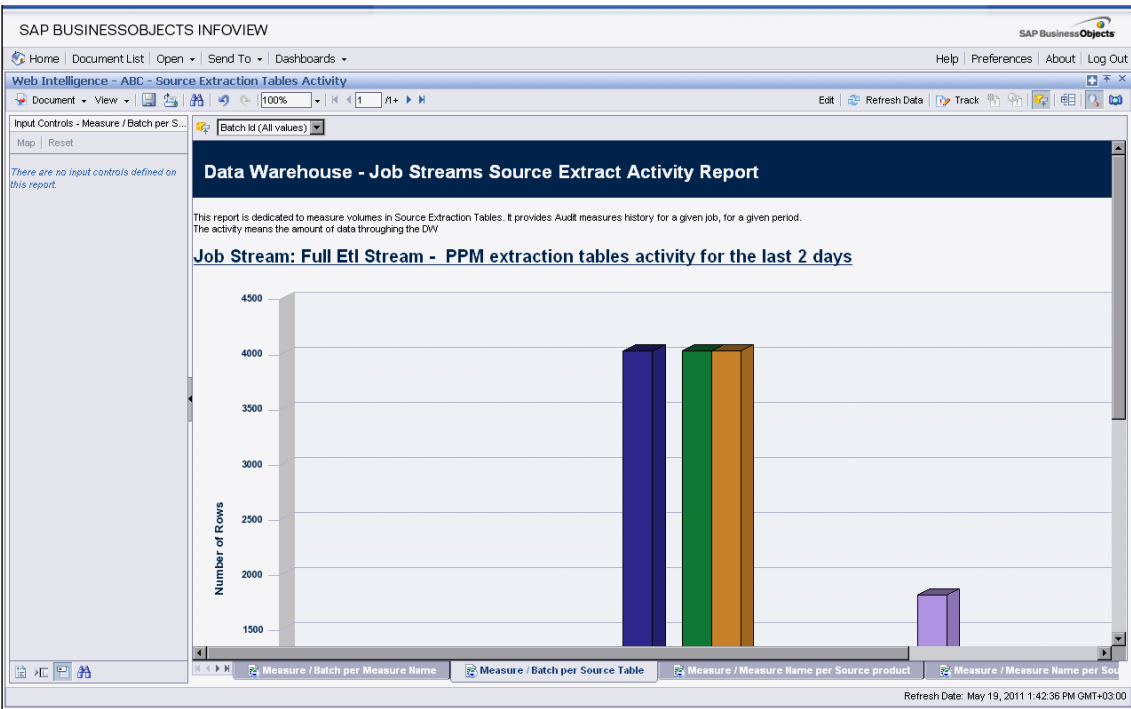 SAP BUSINESSOBJECTS INFOVIEW
SAP BusinessObjects
Home Document List Open Send To Dashboards
Help Preferences About Log Out
Web Intelligence - ABC - Source Extraction Tables Activity
Document View 100% 1 /1+
Edit Refresh Data Track
Input Controls - Measure / Batch per S...
Map Reset
There are no input controls defined on
this report.
Batch Id (All values)
Data Warehouse - Job Streams Source Extract Activity Report
This report is dedicated to measure volumes in Source Extraction Tables. It provides Audit measures history for a given job, for a given period.
The activity means the amount of data throughing the DW
Job Stream: Full Etl Stream - PPM extraction tables activity for the last 2 days
4500
4000
3500
3000
2500
2000
1500
Number of Rows
Measure / Batch per Measure Name
Measure / Batch per Source Table
Measure / Measure Name per Source product
Measure / Measure Name per Sou
Refresh Date: May 19, 2011 1:42:36 PM GMT+03:00